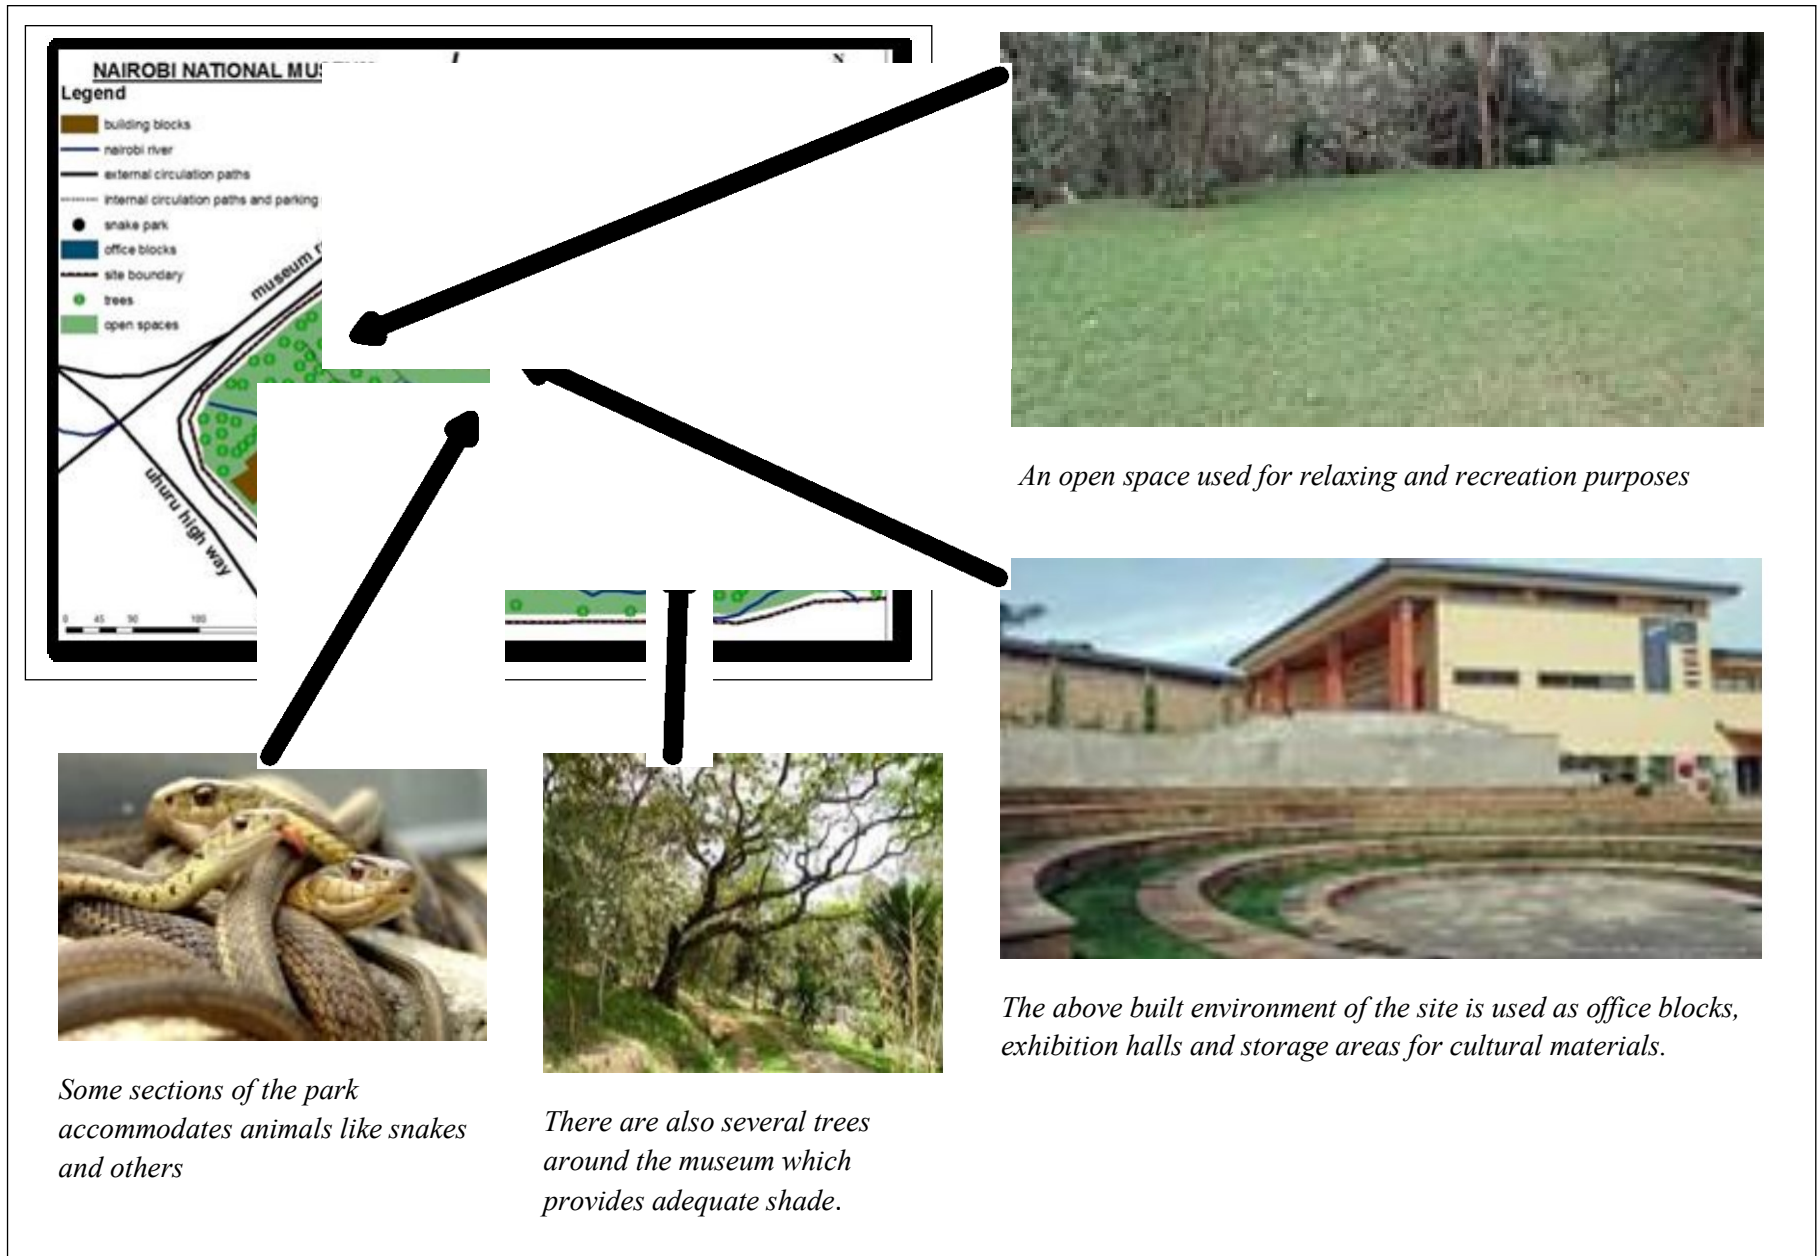 NAIROBI NATIONAL
Legend
building blocks
nairobi river
external circulation paths
internal circulation paths and parking
snake park
office blocks
site boundary
trees
open spaces
museum
uhuru high way
N
0 45 90 180
An open space used for relaxing and recreation purposes
The above built environment of the site is used as office blocks,
exhibition halls and storage areas for cultural materials.
Some sections of the park
accommodates animals like snakes
and others
There are also several trees
around the museum which
provides adequate shade.